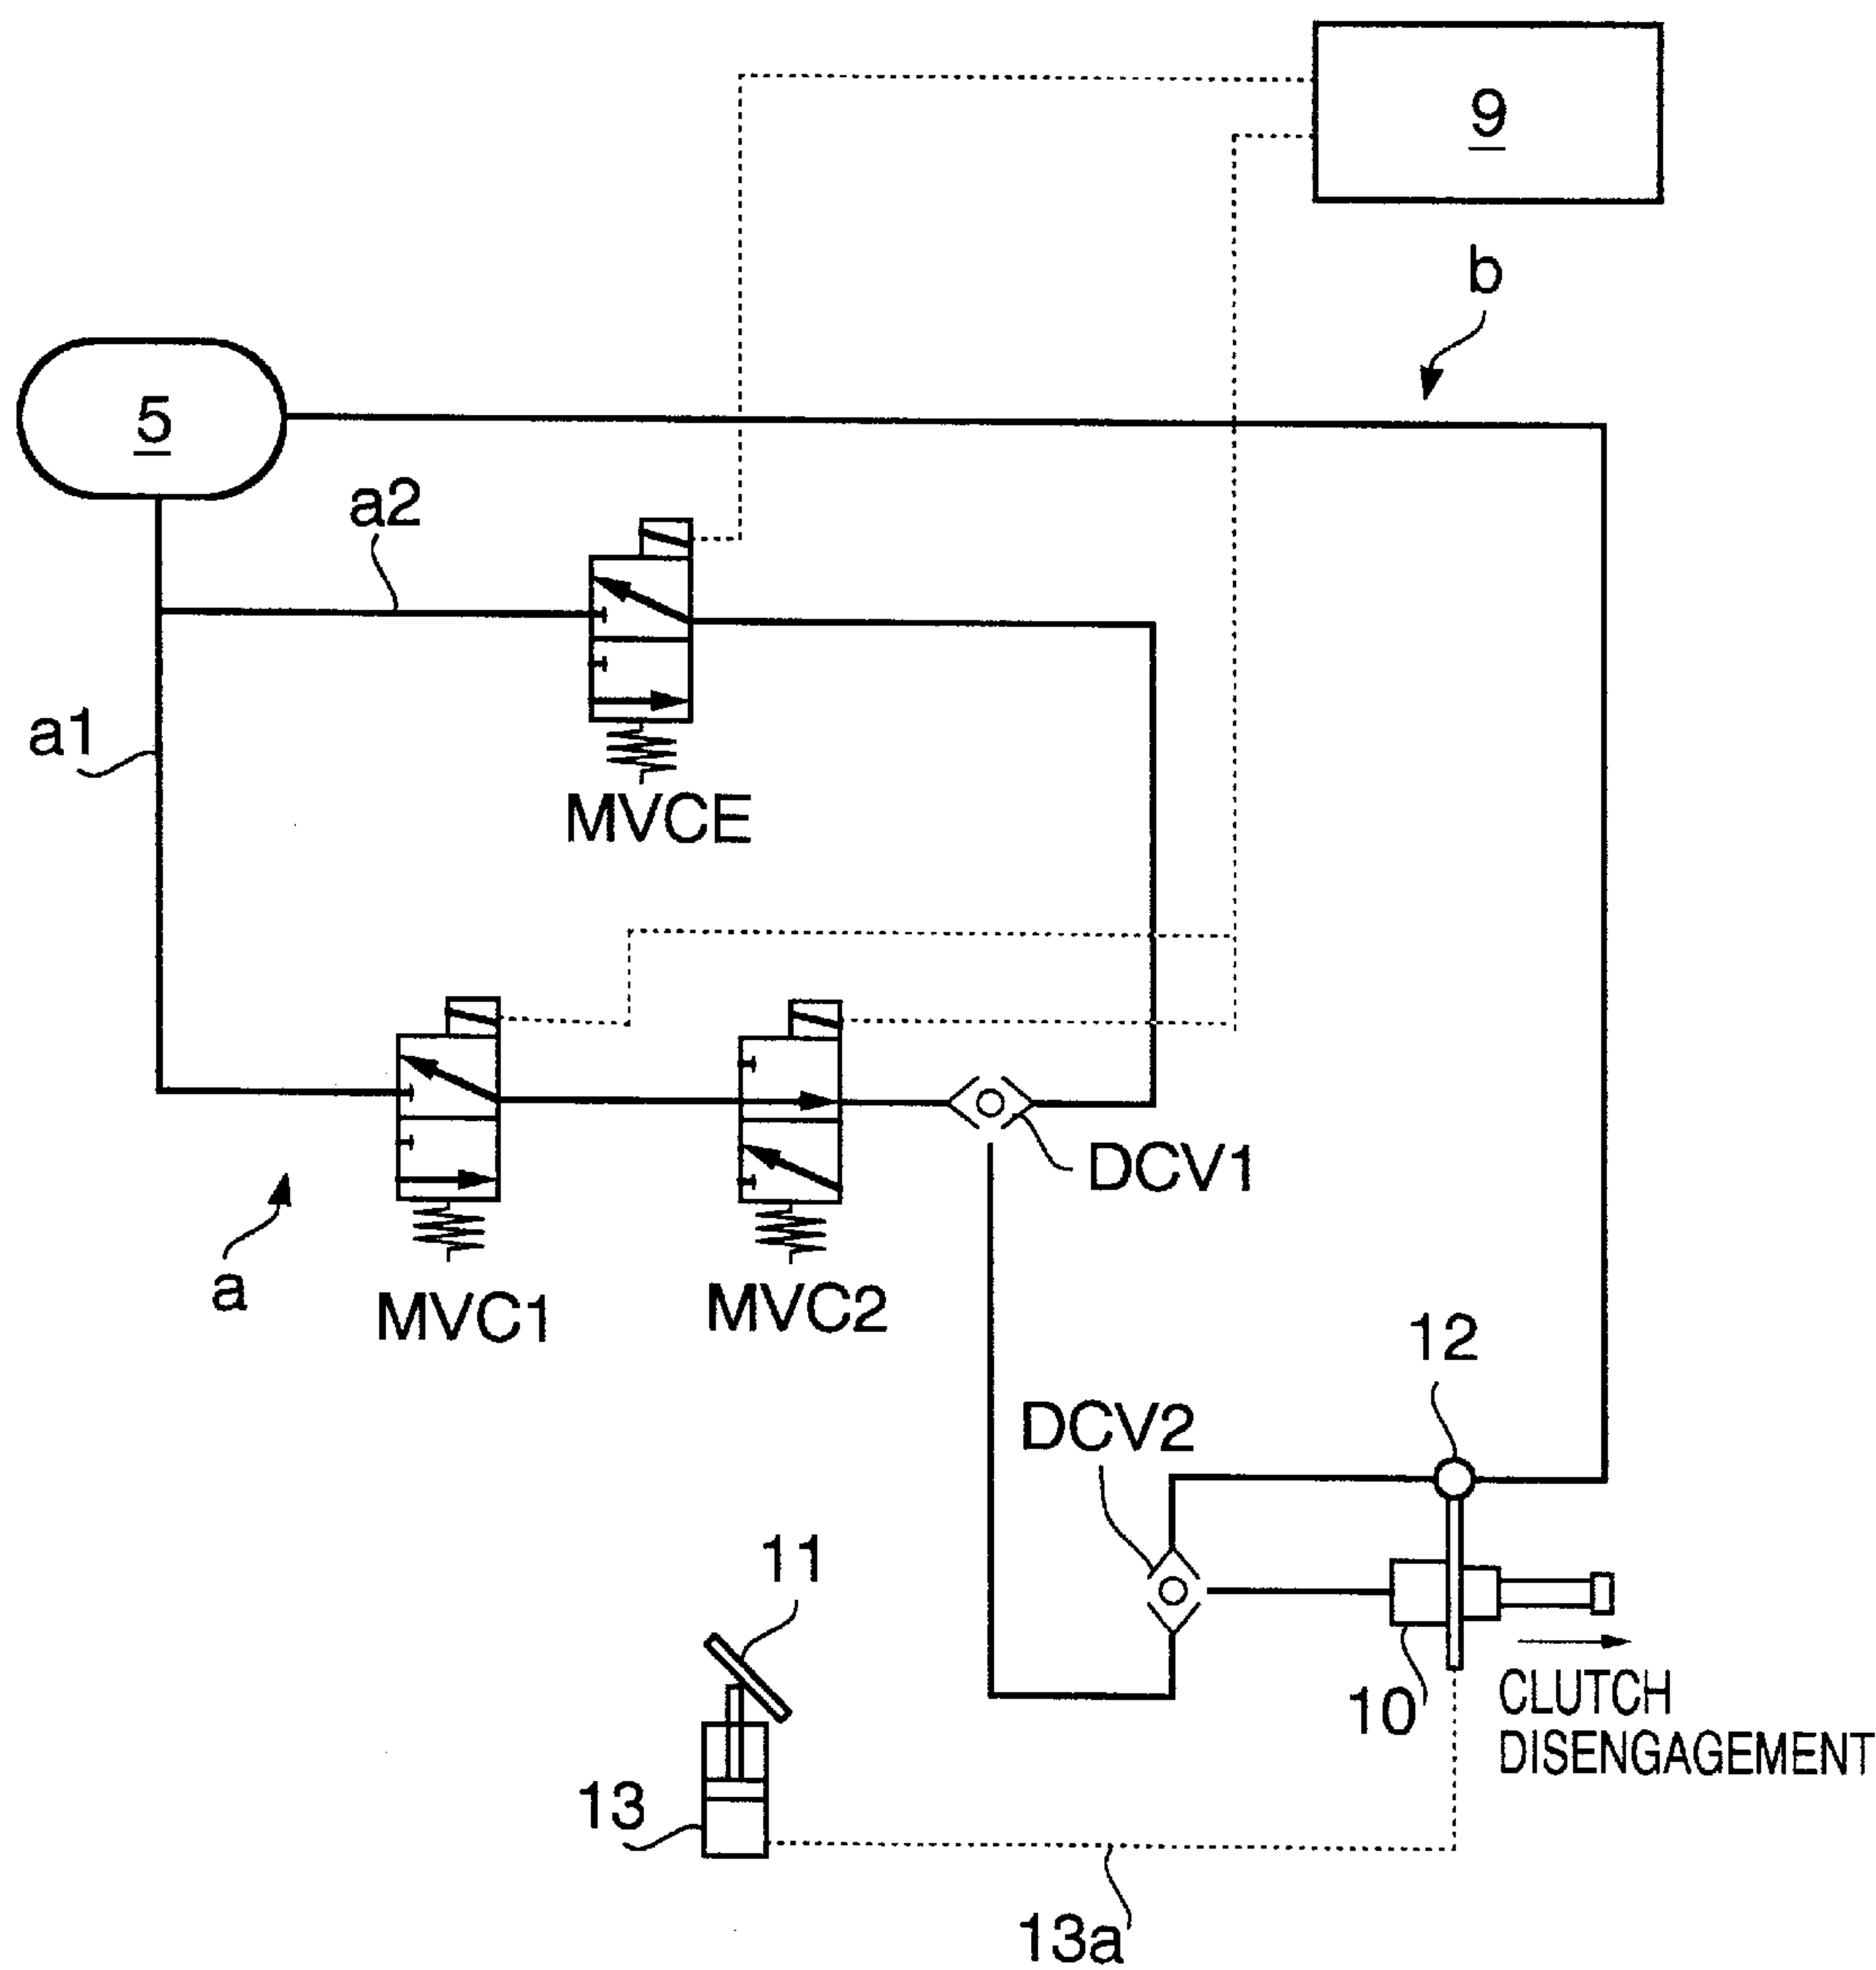 9
b
5
a2
a1
MVCE
DCV1
a
MVC1
MVC2
12
DCV2
11
10
CLUTCH
DISENGAGEMENT
13
13a